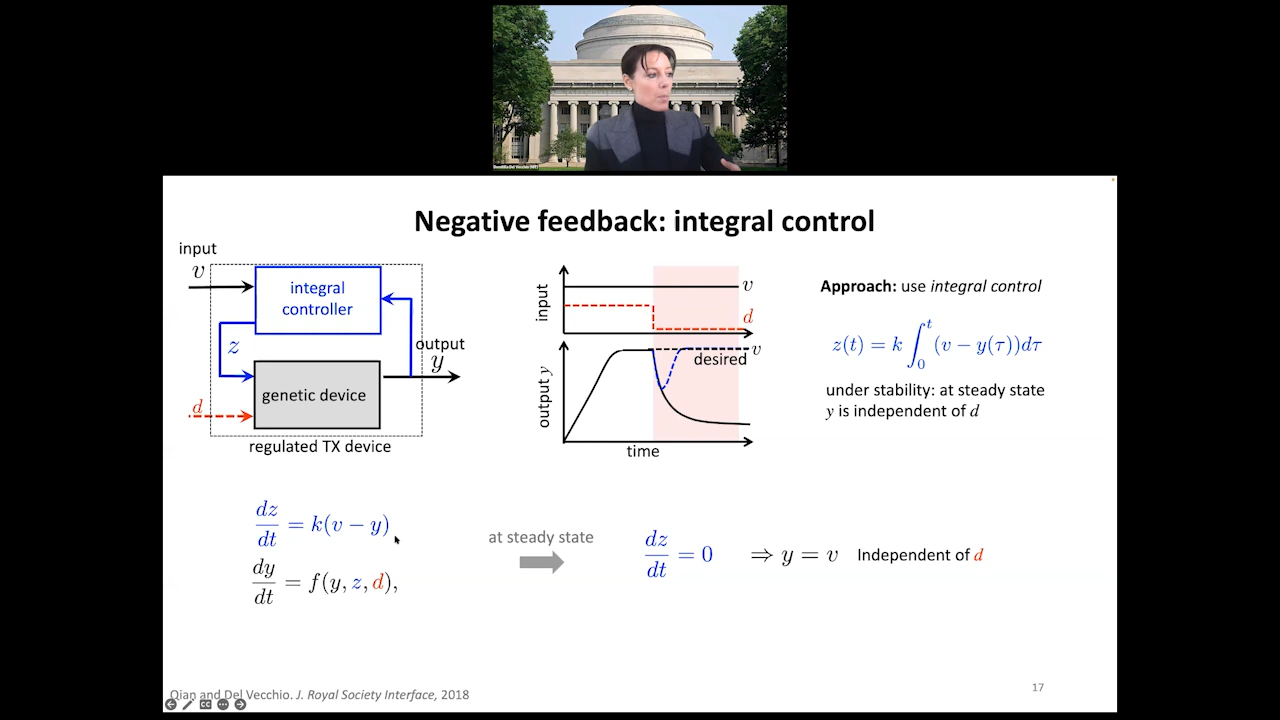 Negative feedback: integral control
input
v
integral
controller
z
output
y
d
genetic device
regulated TX device
input
v
d
v
desired
output y
time
Approach: use integral control
z(t) = k ∫₀ᵗ (v − y(τ))dτ
under stability: at steady state
y is independent of d
dz/dt = k(v − y)
dy/dt = f(y, z, d),
at steady state
dz/dt = 0 ⇒ y = v Independent of d
Qian and Del Vecchio. J. Royal Society Interface, 2018
17